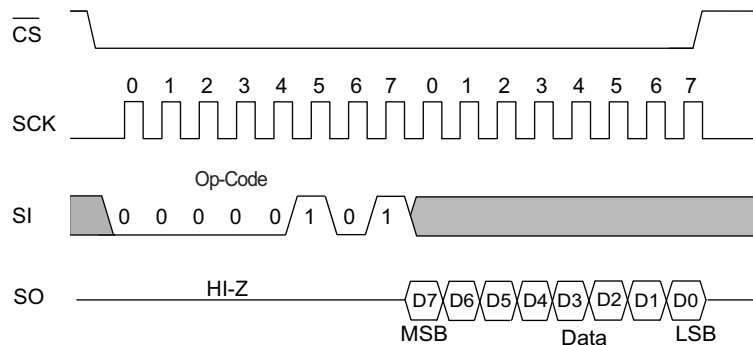 CS
0 1 2 3 4 5 6 7 0 1 2 3 4 5 6 7
SCK
Op-Code
SI 0 0 0 0 0 1 0 1
HI-Z
SO D7 D6 D5 D4 D3 D2 D1 D0
MSB Data LSB